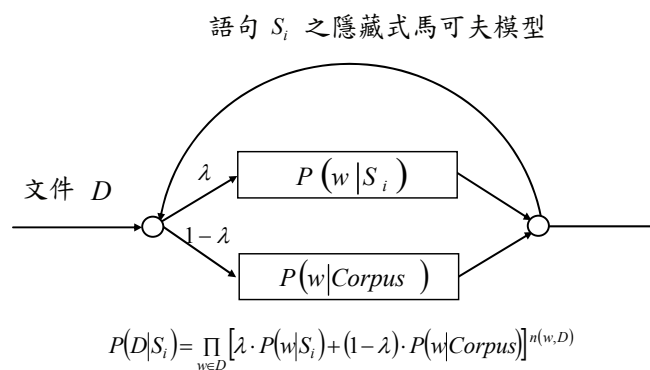 語句 S_i 之隱藏式馬可夫模型
文件 D
λ
P(w|S_i)
1−λ
P(w|Corpus)
P(D|S_i)=∏_{w∈D}[λ·P(w|S_i)+(1−λ)·P(w|Corpus)]^{n(w,D)}